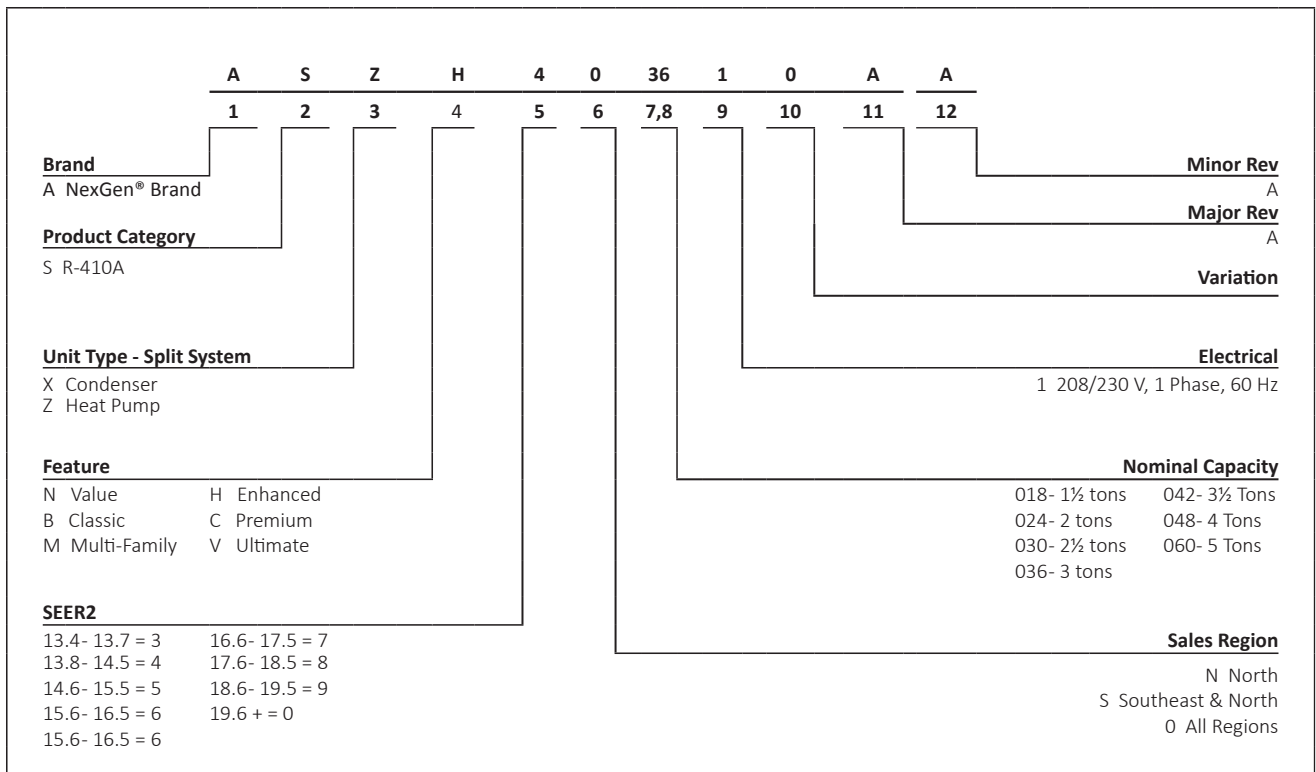 A S Z H 4 0 36 1 0 A A
1 2 3 4 5 6 7,8 9 10 11 12
Brand
A NexGen® Brand
Product Category
S R-410A
Unit Type - Split System
X Condenser
Z Heat Pump
Feature
N Value H Enhanced
B Classic C Premium
M Multi-Family V Ultimate
SEER2
13.4- 13.7 = 3 16.6- 17.5 = 7
13.8- 14.5 = 4 17.6- 18.5 = 8
14.6- 15.5 = 5 18.6- 19.5 = 9
15.6- 16.5 = 6 19.6 + = 0
15.6- 16.5 = 6
Minor Rev
A
Major Rev
A
Variation
Electrical
1 208/230 V, 1 Phase, 60 Hz
Nominal Capacity
018- 1½ tons 042- 3½ Tons
024- 2 tons 048- 4 Tons
030- 2½ tons 060- 5 Tons
036- 3 tons
Sales Region
N North
S Southeast & North
0 All Regions